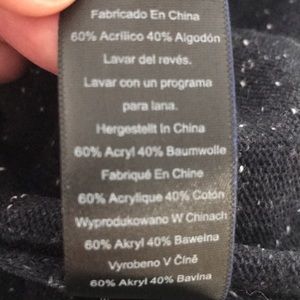 Fabricado En China
60% Acrílico 40% Algodón
Lavar del revés.
Lavar con un programa
para lana.
Hergestellt In China
60% Acryl 40% Baumwolle
Fabriqué En Chine
60% Acrylique 40% Coton
Wyprodukowano W Chinach
60% Akryl 40% Bawełna
Vyrobeno V Číně
60% Akryl 40% Bavlna